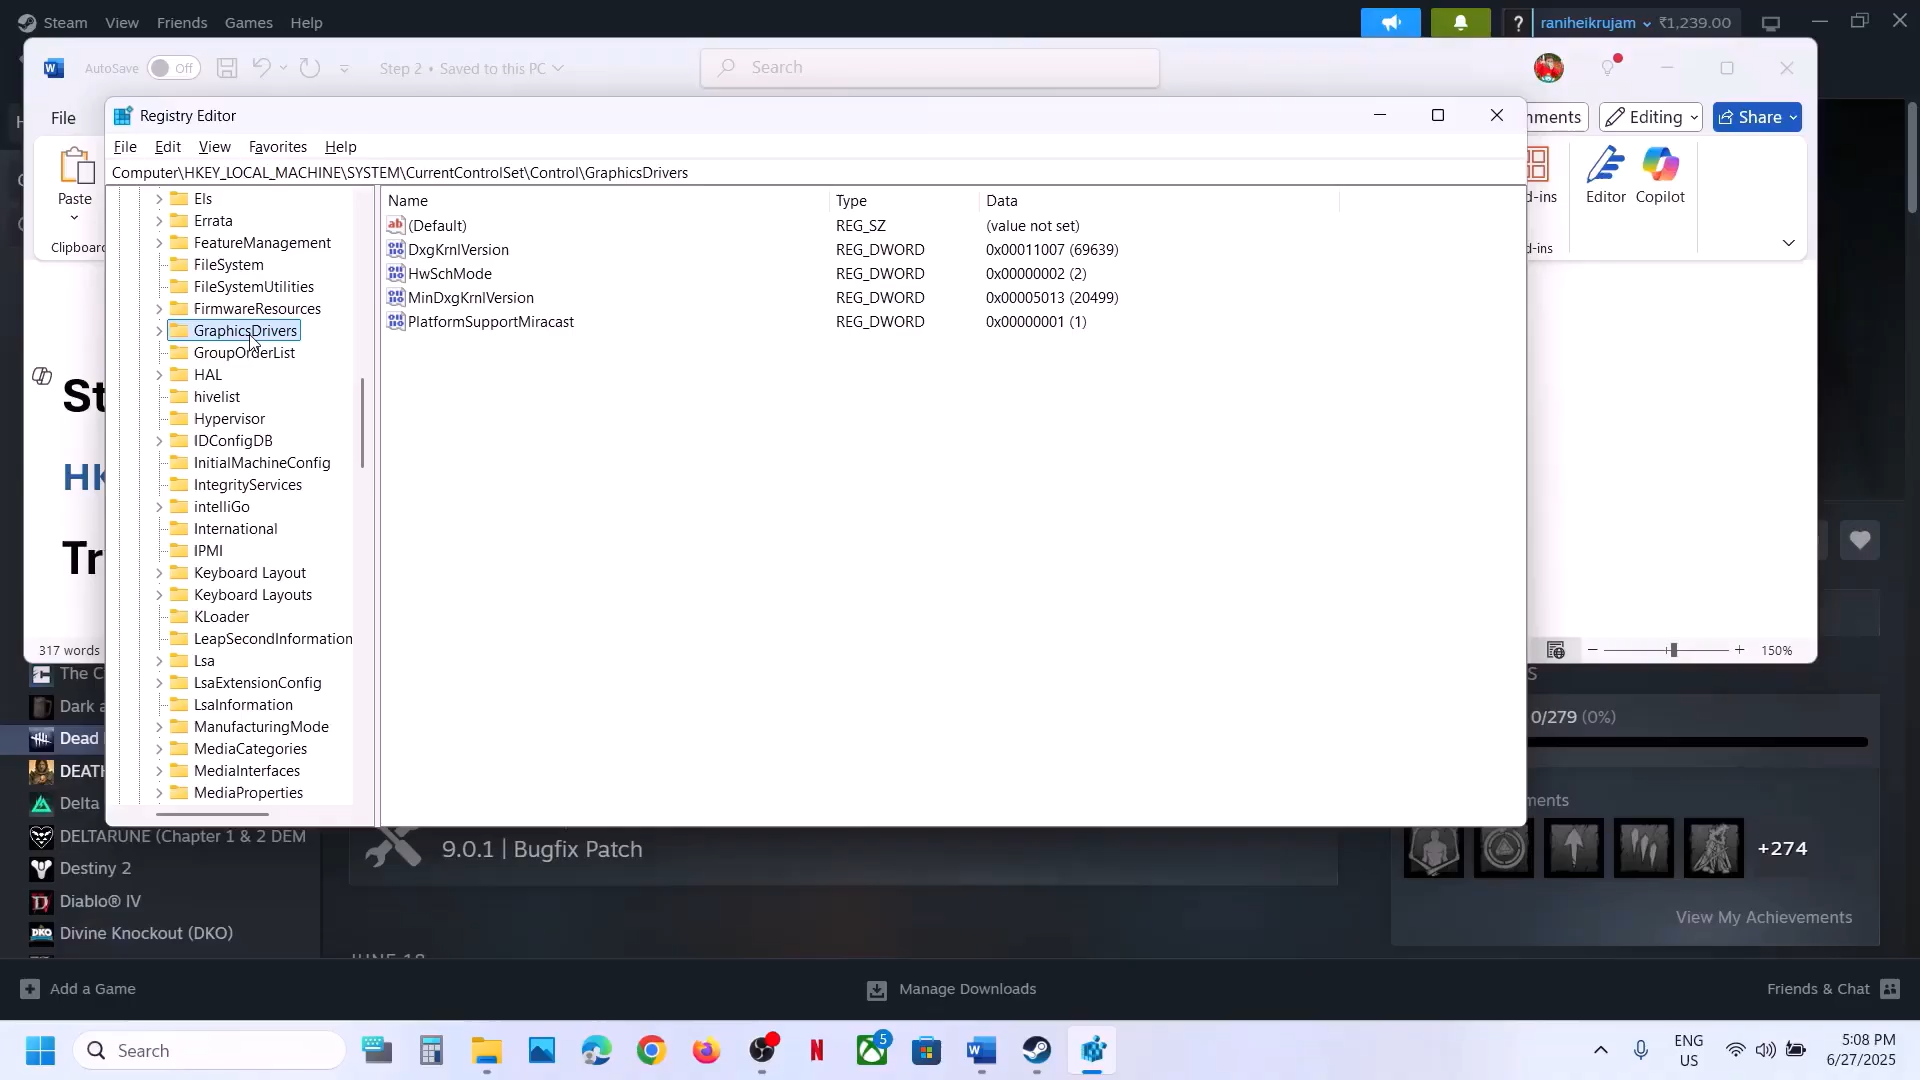 Steam View Friends Games Help
? raniheikrujam ₹1,239.00
AutoSave Off Step 2 • Saved to this PC Search
File Comments Editing Share
Paste
Clipboard
Editor Copilot
Registry Editor
File Edit View Favorites Help
Computer\HKEY_LOCAL_MACHINE\SYSTEM\CurrentControlSet\Control\GraphicsDrivers
Els
Errata
FeatureManagement
FileSystem
FileSystemUtilities
FirmwareResources
GraphicsDrivers
GroupOrderList
HAL
hivelist
Hypervisor
IDConfigDB
InitialMachineConfig
IntegrityServices
intelliGo
International
IPMI
Keyboard Layout
Keyboard Layouts
KLoader
LeapSecondInformation
Lsa
LsaExtensionConfig
LsaInformation
ManufacturingMode
MediaCategories
MediaInterfaces
MediaProperties
Name Type Data
(Default) REG_SZ (value not set)
DxgKrnlVersion REG_DWORD 0x00011007 (69639)
HwSchMode REG_DWORD 0x00000002 (2)
MinDxgKrnlVersion REG_DWORD 0x00005013 (20499)
PlatformSupportMiracast REG_DWORD 0x00000001 (1)
St
HK
Tr
317 words 150%
The C
Dark a
Dead
DEATH
Delta
DELTARUNE (Chapter 1 & 2 DEM
Destiny 2
Diablo® IV
Divine Knockout (DKO)
9.0.1 | Bugfix Patch
0/279 (0%)
+274
View My Achievements
Add a Game Manage Downloads Friends & Chat
Search
5
ENG
US
5:08 PM
6/27/2025